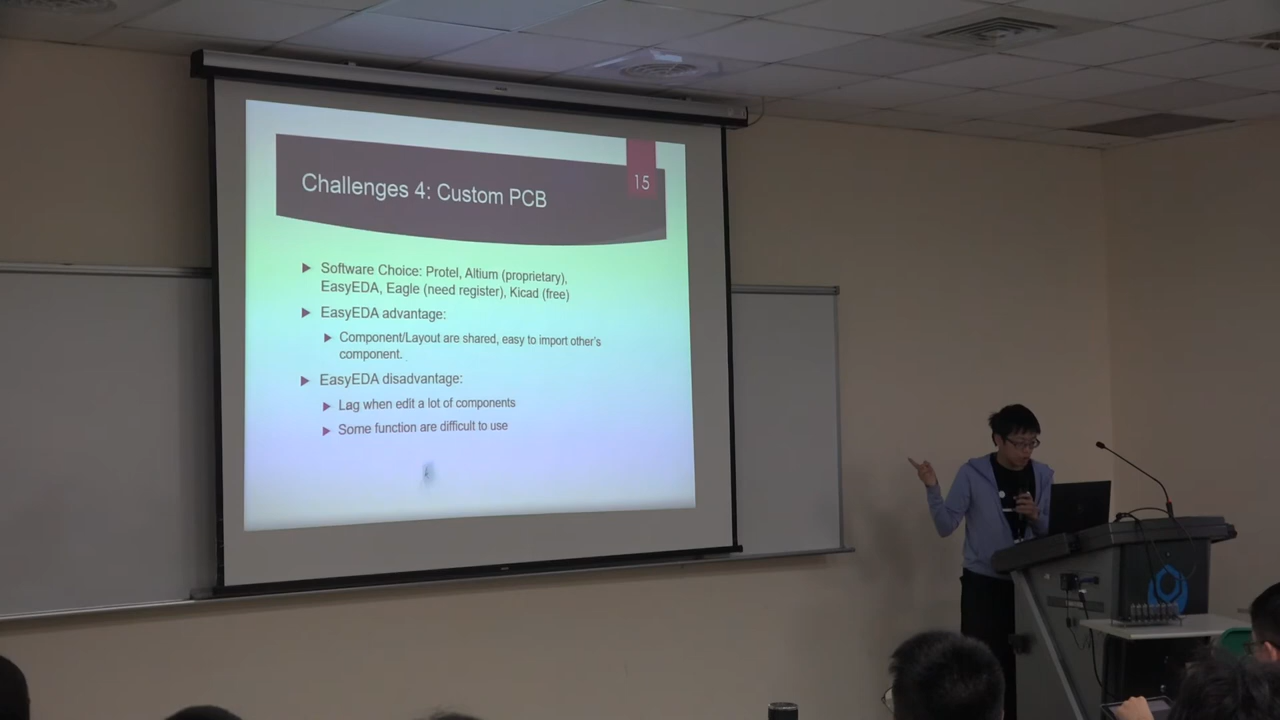 15
Challenges 4: Custom PCB
Software Choice: Protel, Altium (proprietary),
EasyEDA, Eagle (need register), Kicad (free)
EasyEDA advantage:
Component/Layout are shared, easy to import other's
component.
EasyEDA disadvantage:
Lag when edit a lot of components
Some function are difficult to use